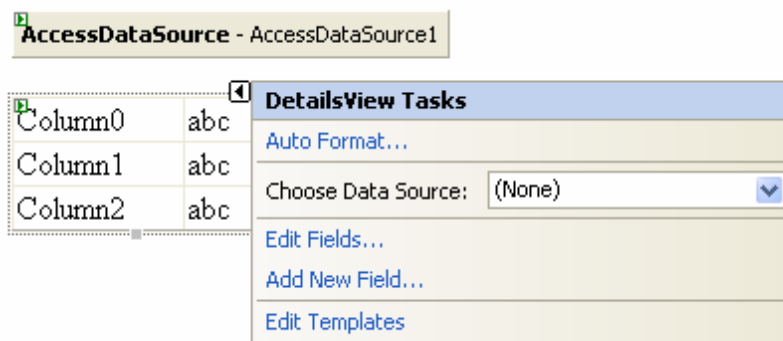 AccessDataSource - AccessDataSource1
DetailsView Tasks
Column0 abc
Auto Format...
Column1 abc
Choose Data Source: (None)
Column2 abc
Edit Fields...
Add New Field...
Edit Templates